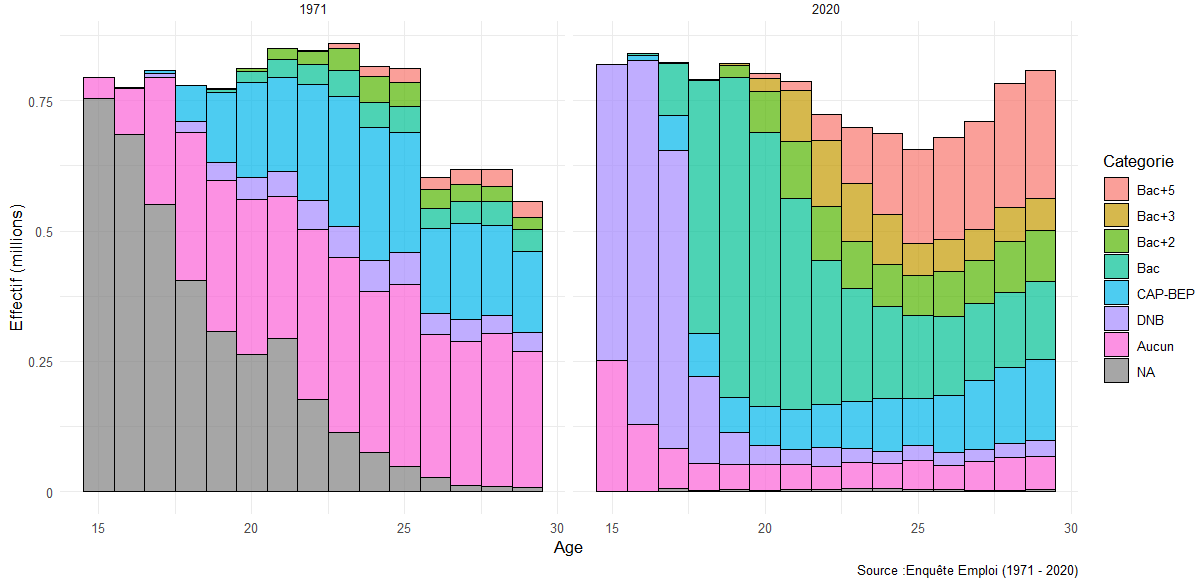 1971
2020
Effectif (millions)
0.75
0.5
0.25
0
15
20
25
30
15
20
25
30
Age
Categorie
Bac+5
Bac+3
Bac+2
Bac
CAP-BEP
DNB
Aucun
NA
Source :Enquête Emploi (1971 - 2020)